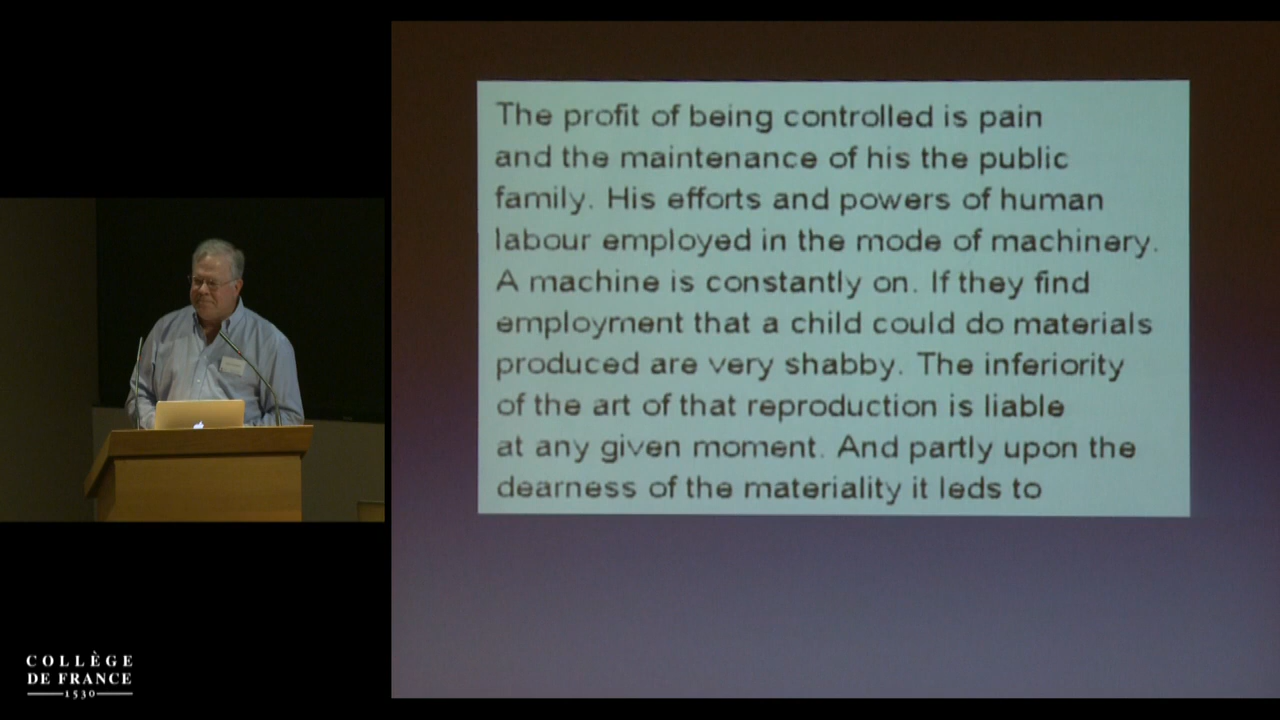 The profit of being controlled is pain
and the maintenance of his the public
family. His efforts and powers of human
labour employed in the mode of machinery.
A machine is constantly on. If they find
employment that a child could do materials
produced are very shabby. The inferiority
of the art of that reproduction is liable
at any given moment. And partly upon the
dearness of the materiality it leds to
COLLÈGE
DE FRANCE
1530